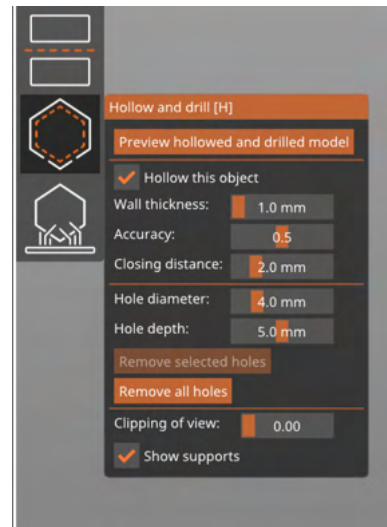 Hollow and drill [H]
Preview hollowed and drilled model
Hollow this object
Wall thickness: 1.0 mm
Accuracy: 0.5
Closing distance: 2.0 mm
Hole diameter: 4.0 mm
Hole depth: 5.0 mm
Remove selected holes
Remove all holes
Clipping of view: 0.00
Show supports